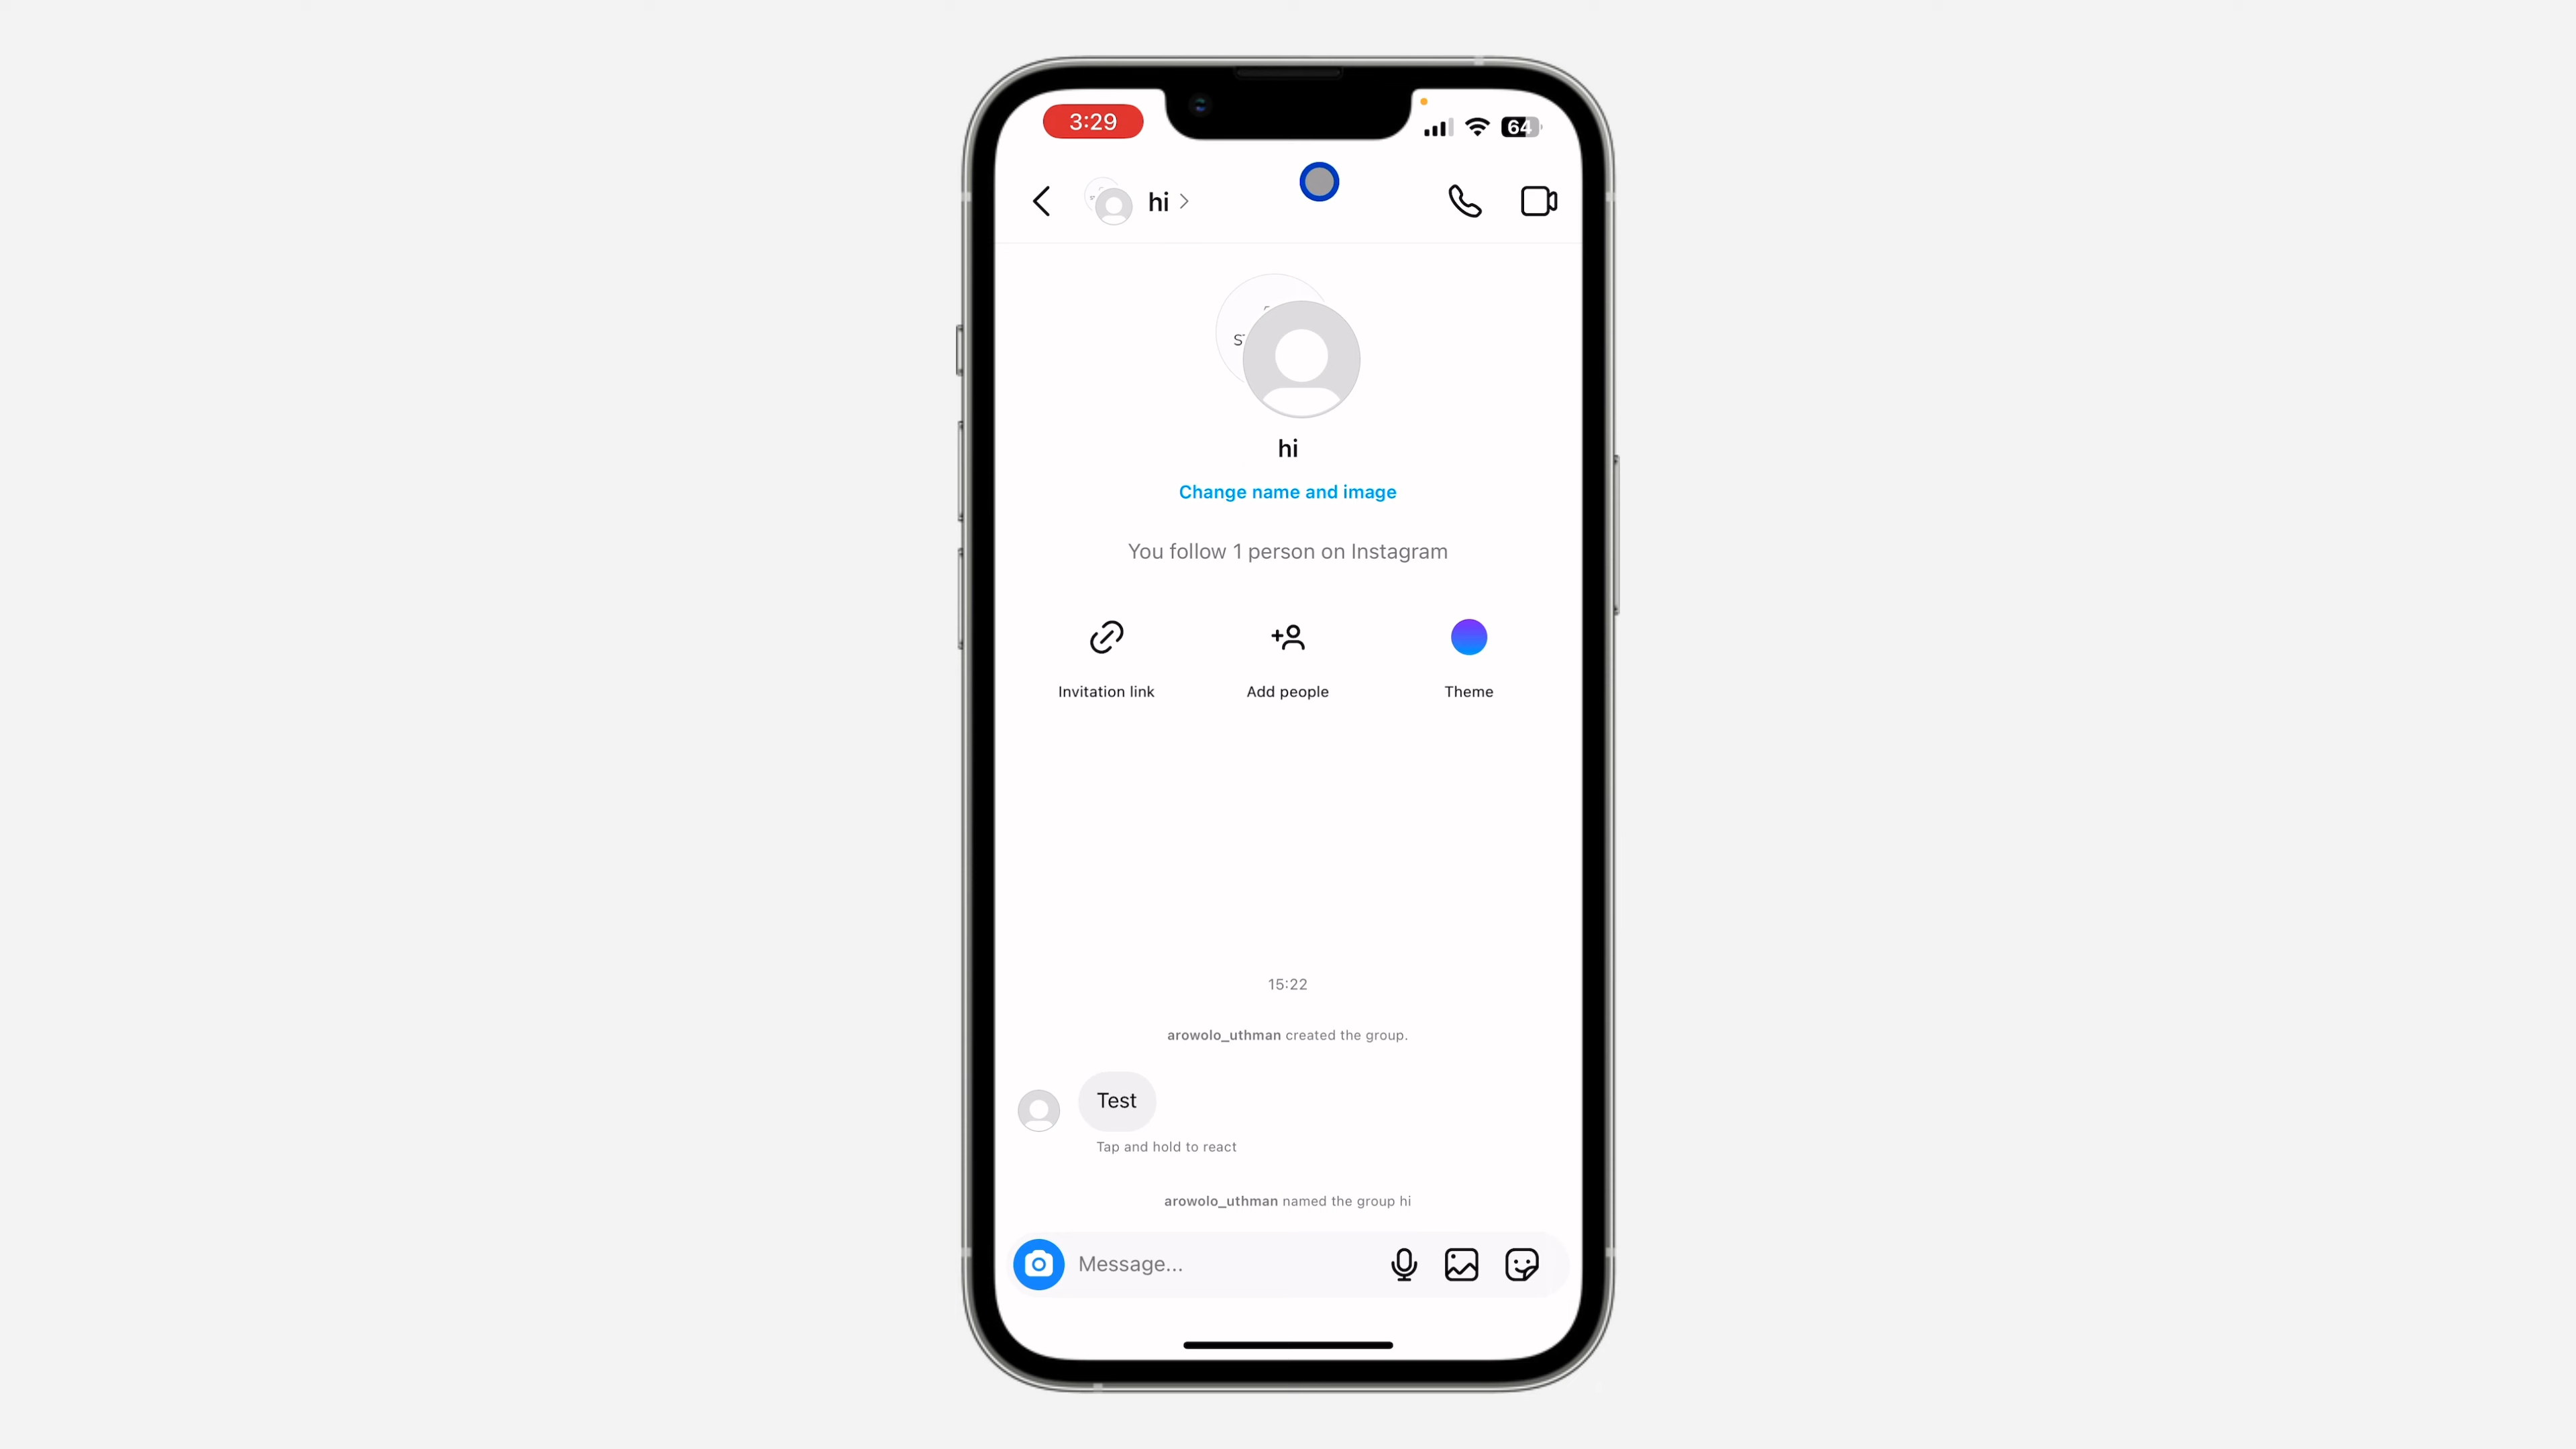 3:29
64
hi
hi
Change name and image
You follow 1 person on Instagram
Invitation link
Add people
Theme
15:22
arowolo_uthman created the group.
Test
Tap and hold to react
arowolo_uthman named the group hi
Message...